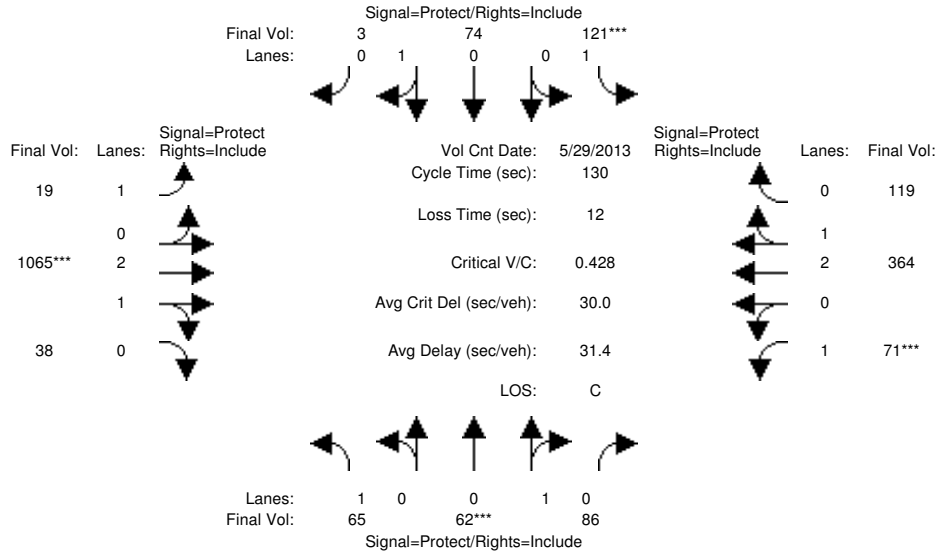 Signal=Protect/Rights=Include
Final Vol: 3 74 121***
Lanes: 0 1 0 0 1
Signal=Protect
Final Vol: Lanes: Rights=Include
Vol Cnt Date: 5/29/2013
Signal=Protect
Rights=Include Lanes: Final Vol:
Cycle Time (sec): 130
19 1
0 119
Loss Time (sec): 12
0
1
1065*** 2
Critical V/C: 0.428
2 364
1
Avg Crit Del (sec/veh): 30.0
0
38 0
Avg Delay (sec/veh): 31.4
1 71***
LOS: C
Lanes: 1 0 0 1 0
Final Vol: 65 62*** 86
Signal=Protect/Rights=Include